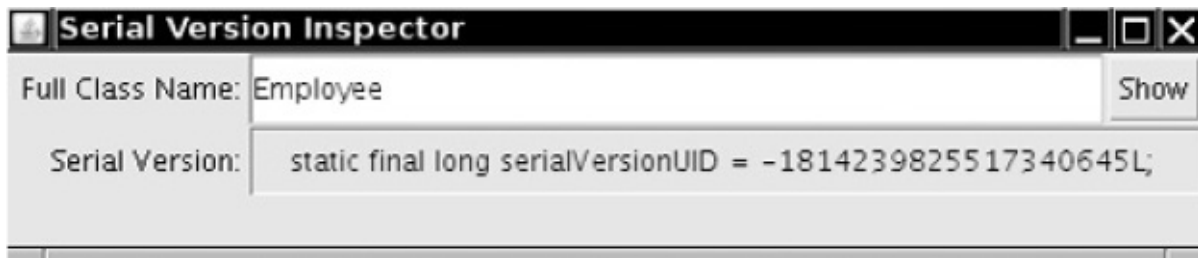 Serial Version Inspector
Full Class Name: Employee Show
Serial Version: static final long serialVersionUID = -1814239825517340645L;